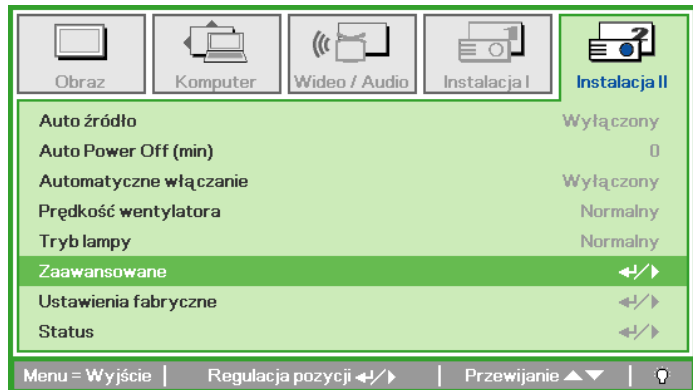 Obraz Komputer Wideo / Audio Instalacja I Instalacja II
Auto źródło Wyłączony
Auto Power Off (min) 0
Automatyczne włączanie Wyłączony
Prędkość wentylatora Normalny
Tryb lampy Normalny
Zaawansowane
Ustawienia fabryczne
Status
Menu = Wyjście Regulacja pozycji Przewijanie